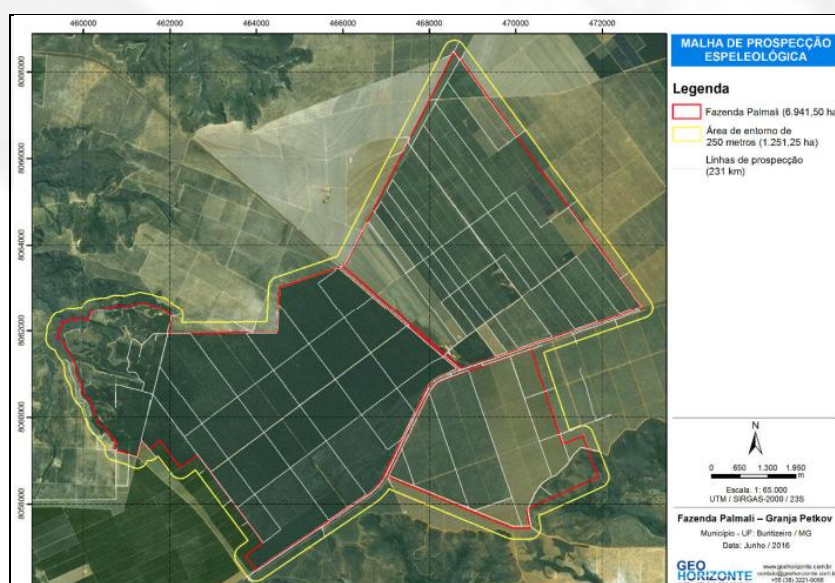 460000 462000 464000 466000 468000 470000 472000
8068000
8066000
8064000
8062000
8060000
8058000
MALHA DE PROSPECÇÃO
ESPELEOLÓGICA
Legenda
Fazenda Palmali (6.941,50 ha
Área de entorno de
250 metros (1.251,25 ha)
Linhas de prospecção
(231 km)
N
0 650 1.300 1.950
m
Escala. 1: 65.000
UTM / SIRGAS-2000 / 23S
Fazenda Palmali – Granja Petkov
Município - UF: Buritizeiro / MG
Data: Junho / 2016
GEO
HORIZONTE
www.geohorizonte.com.br